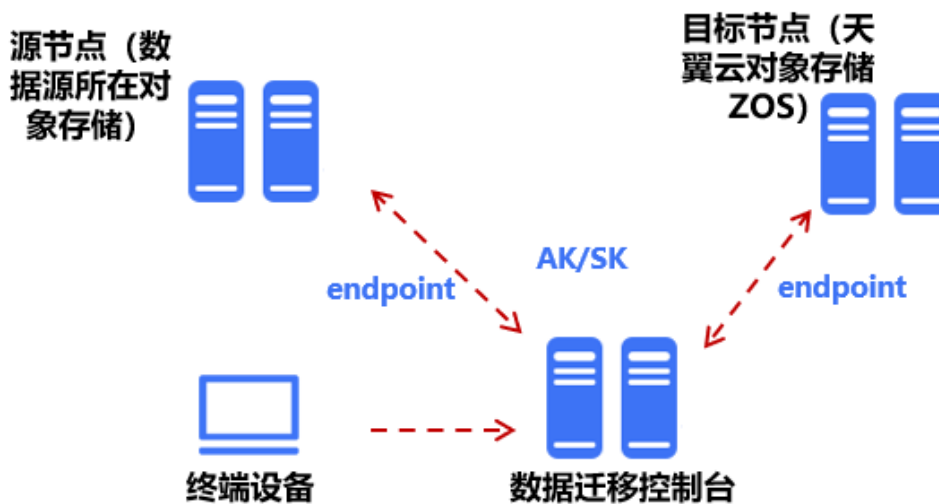 源节点（数
据源所在对
象存储）
目标节点（天
翼云对象存储
ZOS）
AK/SK
endpoint
endpoint
终端设备
数据迁移控制台